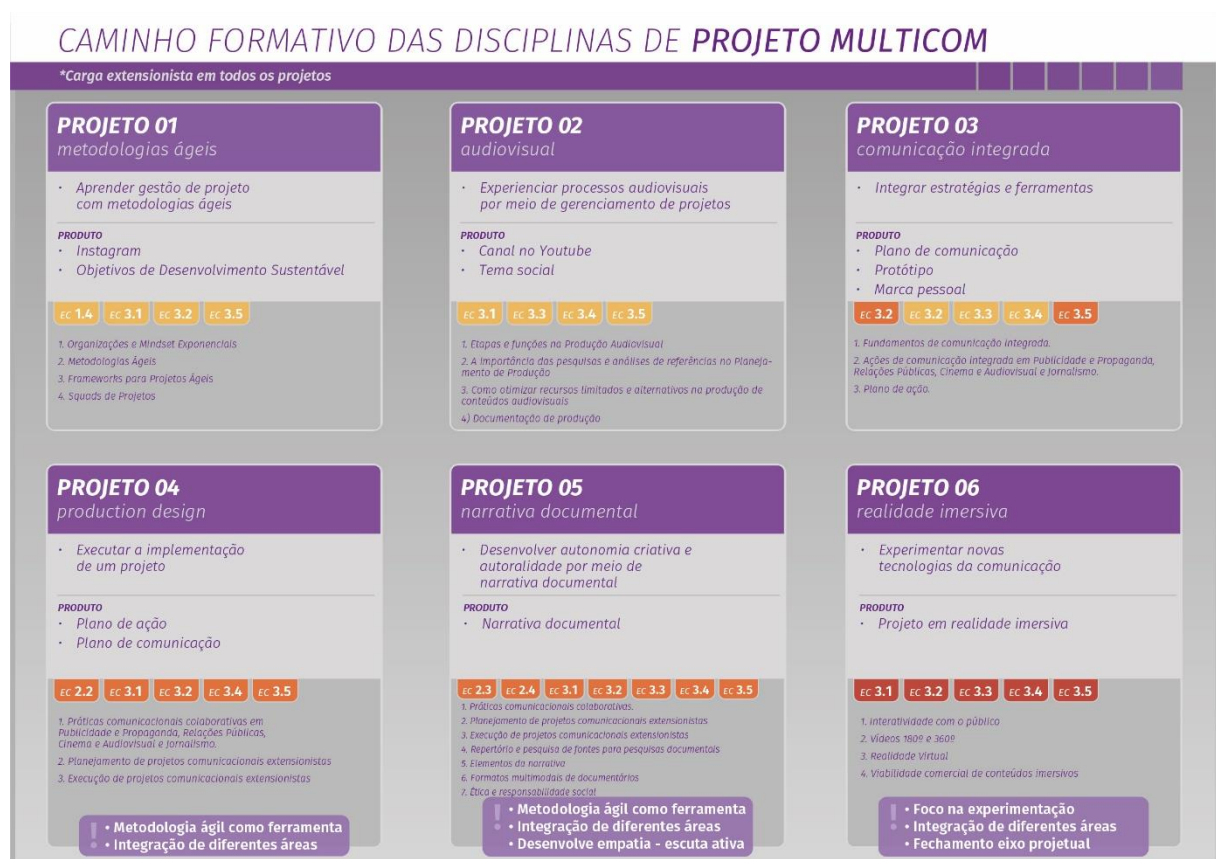 CAMINHO FORMATIVO DAS DISCIPLINAS DE PROJETO MULTICOM
*Carga extensionista em todos os projetos
PROJETO 01
metodologias ágeis
• Aprender gestão de projeto
com metodologias ágeis
PRODUTO
• Instagram
• Objetivos de Desenvolvimento Sustentável
EC 1.4 EC 3.1 EC 3.2 EC 3.5
1. Organizações e Mindset Exponenciais
2. Metodologias Ágeis
3. Frameworks para Projetos Ágeis
4. Squads de Projetos
PROJETO 02
audiovisual
• Experienciar processos audiovisuais
por meio de gerenciamento de projetos
PRODUTO
• Canal no Youtube
• Tema social
EC 3.1 EC 3.3 EC 3.4 EC 3.5
1. Etapas e funções na Produção Audiovisual
2. A Importância das pesquisas e análises de referências no Planeja-
mento de Produção
3. Como otimizar recursos limitados e alternativos na produção de
conteúdos audiovisuais
4) Documentação de produção
PROJETO 03
comunicação integrada
• Integrar estratégias e ferramentas
PRODUTO
• Plano de comunicação
• Protótipo
• Marca pessoal
EC 3.2 EC 3.2 EC 3.3 EC 3.4 EC 3.5
1. Fundamentos de comunicação integrada.
2. Ações de comunicação integrada em Publicidade e Propaganda,
Relações Públicas, Cinema e Audiovisual e Jornalismo.
3. Plano de ação.
PROJETO 04
production design
• Executar a implementação
de um projeto
PRODUTO
• Plano de ação
• Plano de comunicação
EC 2.2 EC 3.1 EC 3.2 EC 3.4 EC 3.5
1. Práticas comunicacionais colaborativas em
Publicidade e Propaganda, Relações Públicas,
Cinema e Audiovisual e Jornalismo.
2. Planejamento de projetos comunicacionais extensionistas
3. Execução de projetos comunicacionais extensionistas
! • Metodologia ágil como ferramenta
• Integração de diferentes áreas
PROJETO 05
narrativa documental
• Desenvolver autonomia criativa e
autoralidade por meio de
narrativa documental
PRODUTO
• Narrativa documental
EC 2.3 EC 2.4 EC 3.1 EC 3.2 EC 3.3 EC 3.4 EC 3.5
1. Práticas comunicacionais colaborativas.
2. Planejamento de projetos comunicacionais extensionistas
3. Execução de projetos comunicacionais extensionistas
4. Repertório e pesquisa de fontes para pesquisas documentais
5. Elementos da narrativa
6. Formatos multimodais de documentários
7. Ética e responsabilidade social
! • Metodologia ágil como ferramenta
• Integração de diferentes áreas
• Desenvolve empatia - escuta ativa
PROJETO 06
realidade imersiva
• Experimentar novas
tecnologias da comunicação
PRODUTO
• Projeto em realidade imersiva
EC 3.1 EC 3.2 EC 3.3 EC 3.4 EC 3.5
1. Interatividade com o público
2. Vídeos 180º e 360º
3. Realidade Virtual
4. Viabilidade comercial de conteúdos imersivos
! • Foco na experimentação
• Integração de diferentes áreas
• Fechamento eixo projetual